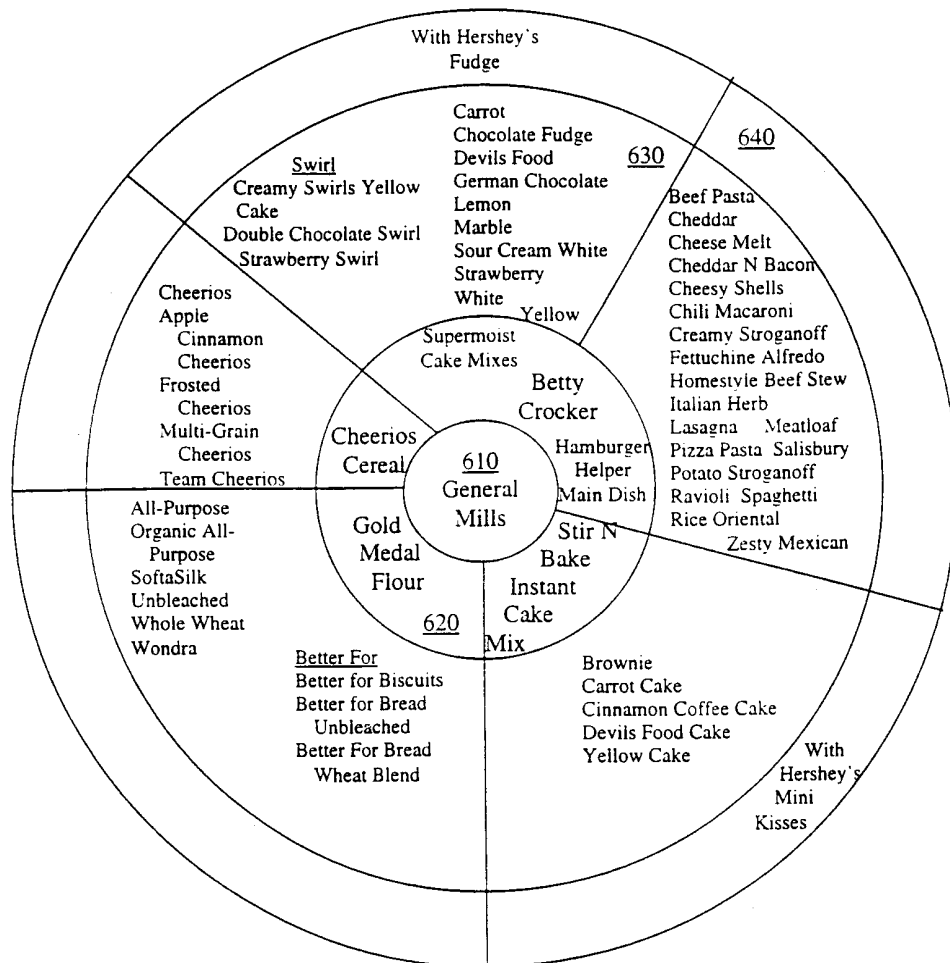 With Hershey's
Fudge
640
630
Swirl
Creamy Swirls Yellow
Cake
Double Chocolate Swirl
Strawberry Swirl
Carrot
Chocolate Fudge
Devils Food
German Chocolate
Lemon
Marble
Sour Cream White
Strawberry
White
Yellow
Beef Pasta
Cheddar
Cheese Melt
Cheddar N Bacon
Cheesy Shells
Chili Macaroni
Creamy Stroganoff
Fettuchine Alfredo
Homestyle Beef Stew
Italian Herb
Lasagna Meatloaf
Pizza Pasta Salisbury
Potato Stroganoff
Ravioli Spaghetti
Rice Oriental
Zesty Mexican
Cheerios
Apple
Cinnamon
Cheerios
Frosted
Cheerios
Multi-Grain
Cheerios
Team Cheerios
Supermoist
Cake Mixes
Betty
Crocker
Cheerios
Cereal
610
General
Mills
Hamburger
Helper
Main Dish
Gold
Medal
Flour
620
Stir N
Bake
Instant
Cake
Mix
All-Purpose
Organic All-
Purpose
SoftaSilk
Unbleached
Whole Wheat
Wondra
Better For
Better for Biscuits
Better for Bread
Unbleached
Better For Bread
Wheat Blend
Brownie
Carrot Cake
Cinnamon Coffee Cake
Devils Food Cake
Yellow Cake
With
Hershey's
Mini
Kisses